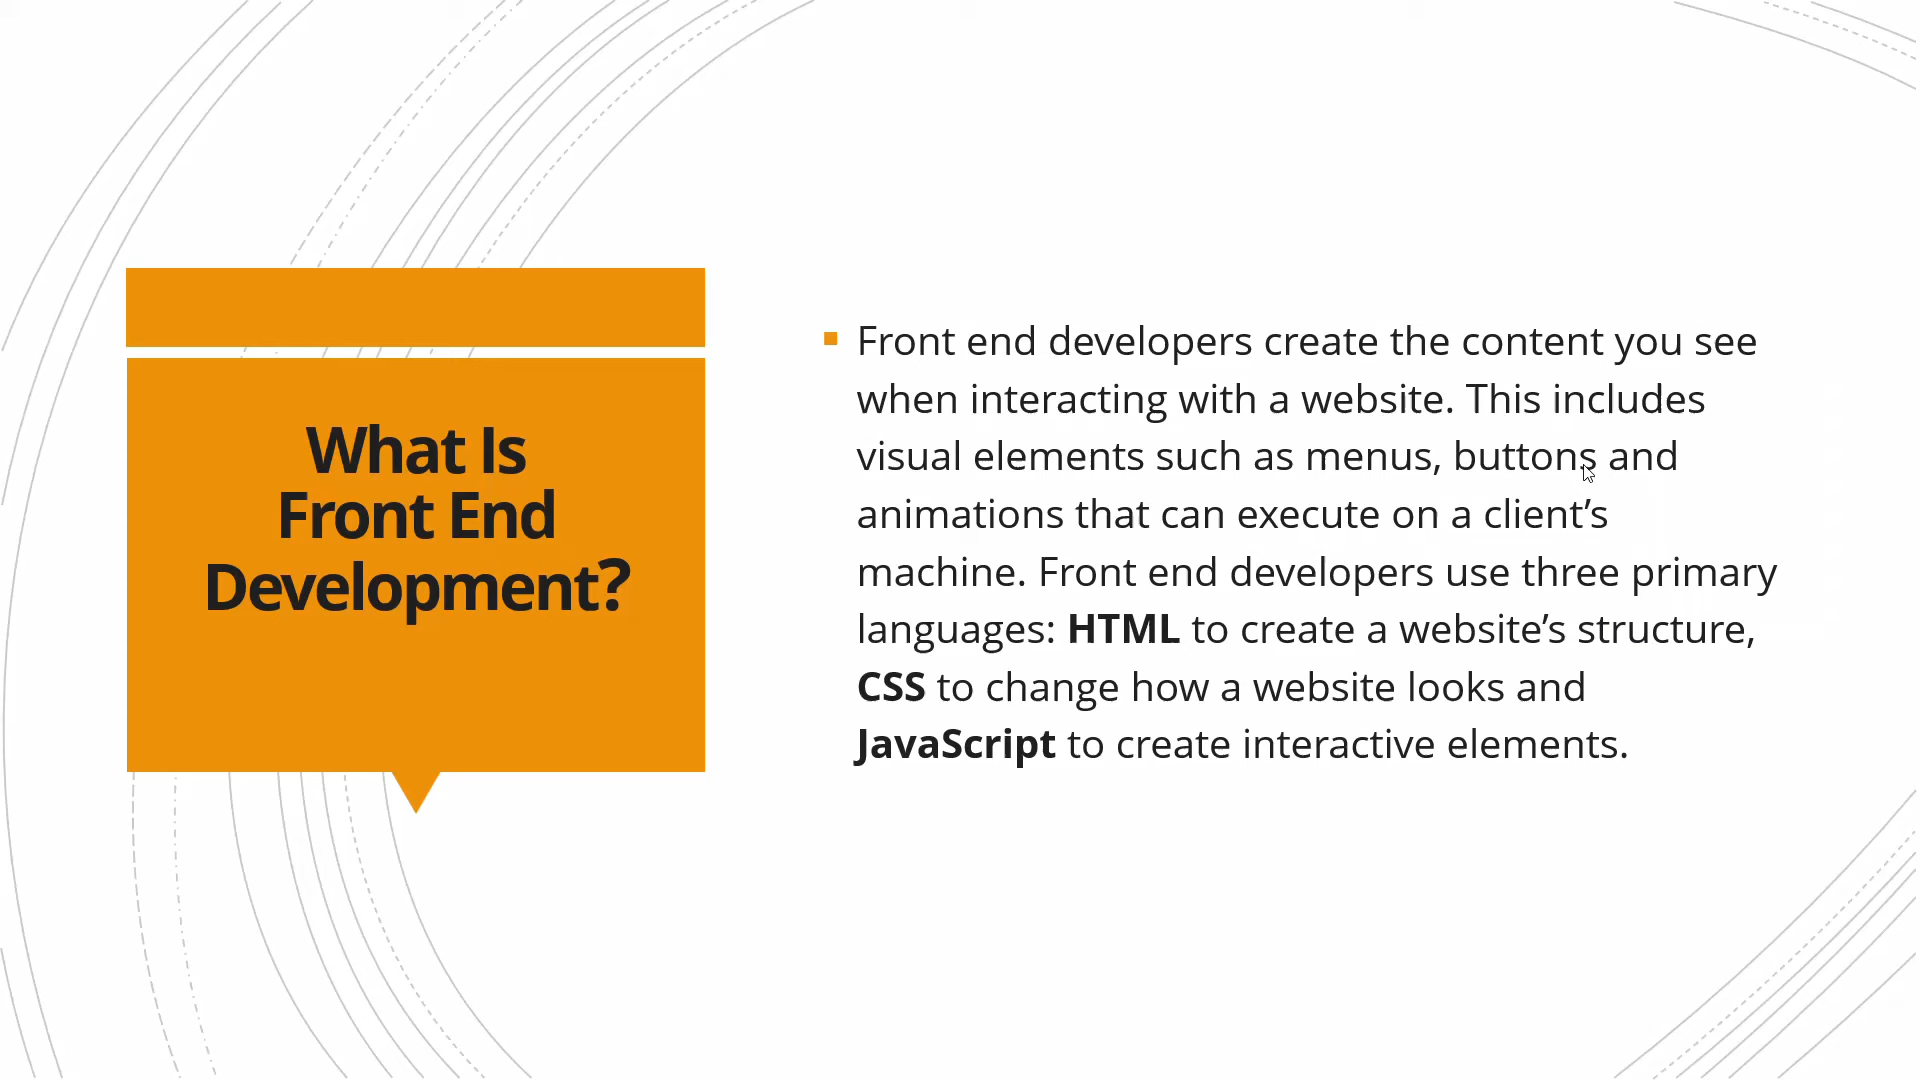 What Is
Front End
Development?
Front end developers create the content you see
when interacting with a website. This includes
visual elements such as menus, buttons and
animations that can execute on a client’s
machine. Front end developers use three primary
languages: HTML to create a website’s structure,
CSS to change how a website looks and
JavaScript to create interactive elements.